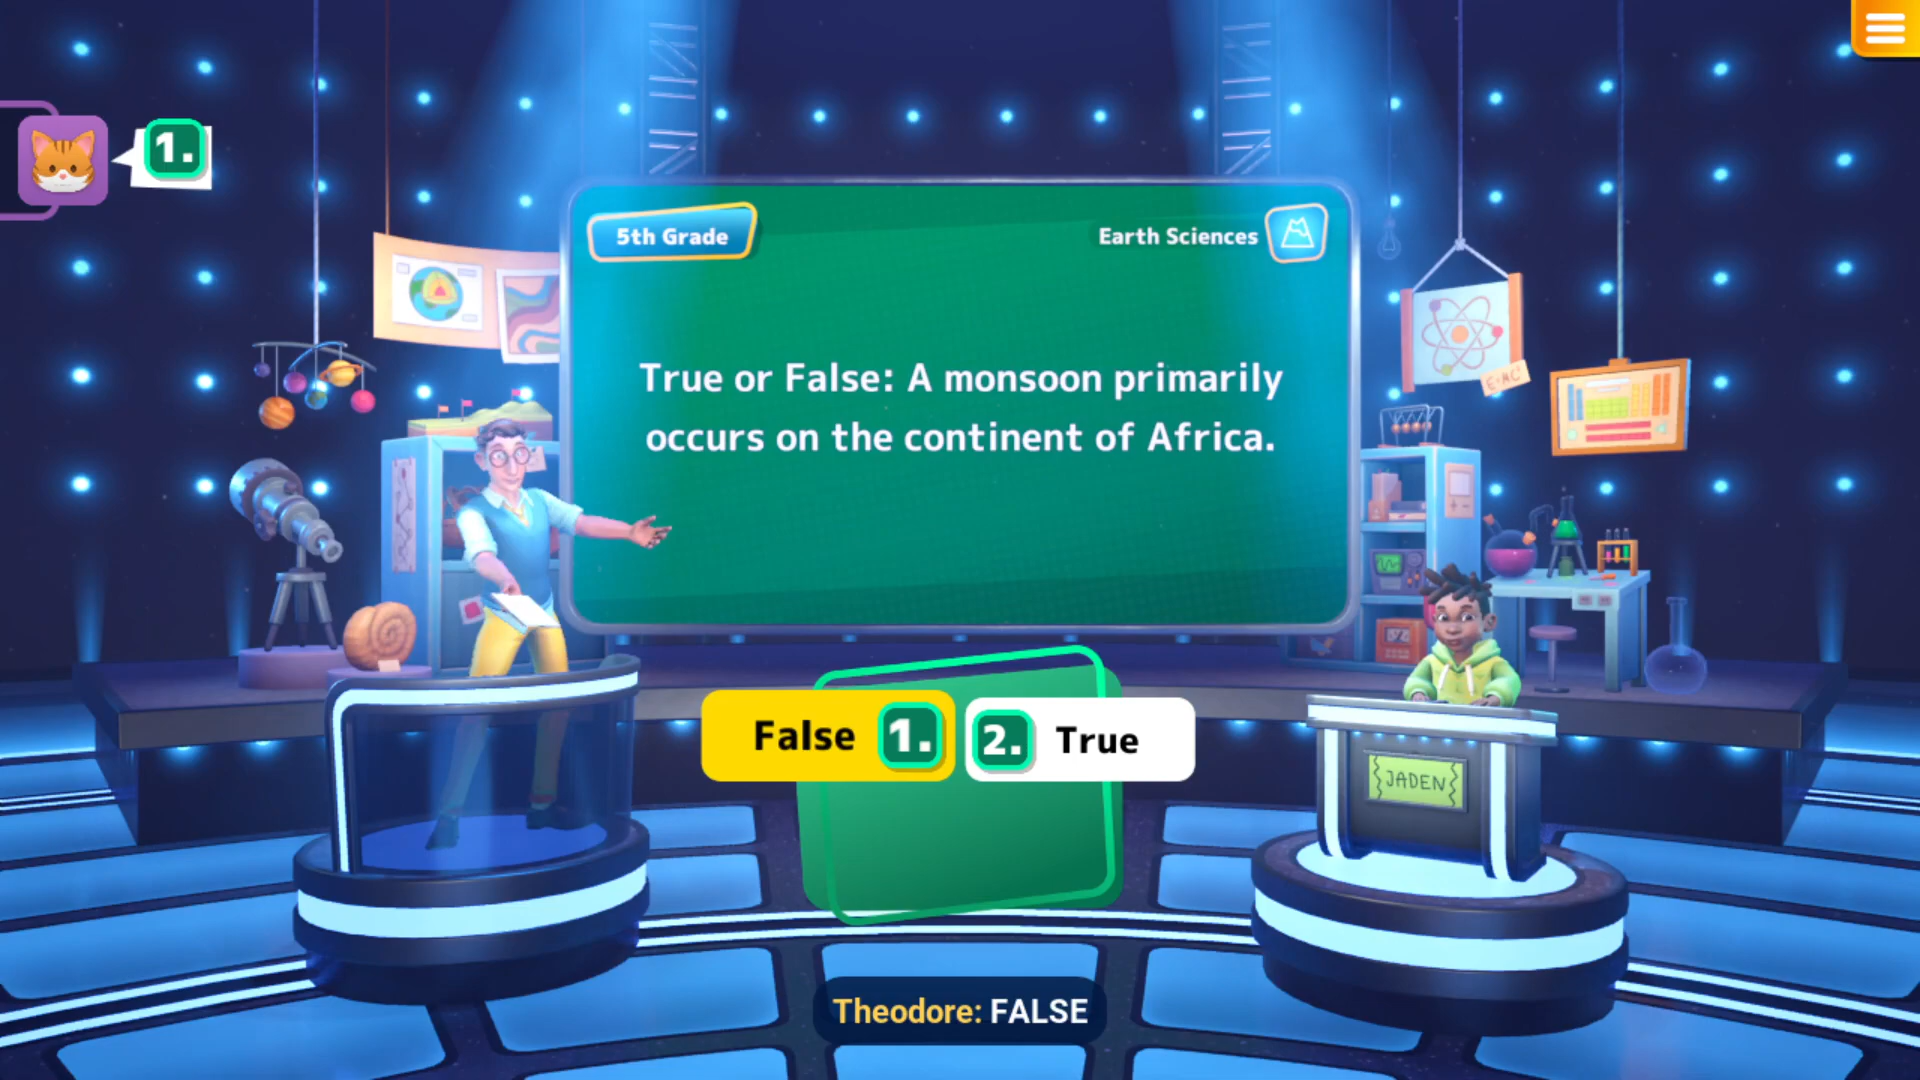 1.
5th Grade
Earth Sciences
True or False: A monsoon primarily
occurs on the continent of Africa.
E=MC²
False 1.
2. True
JADEN
Theodore: FALSE